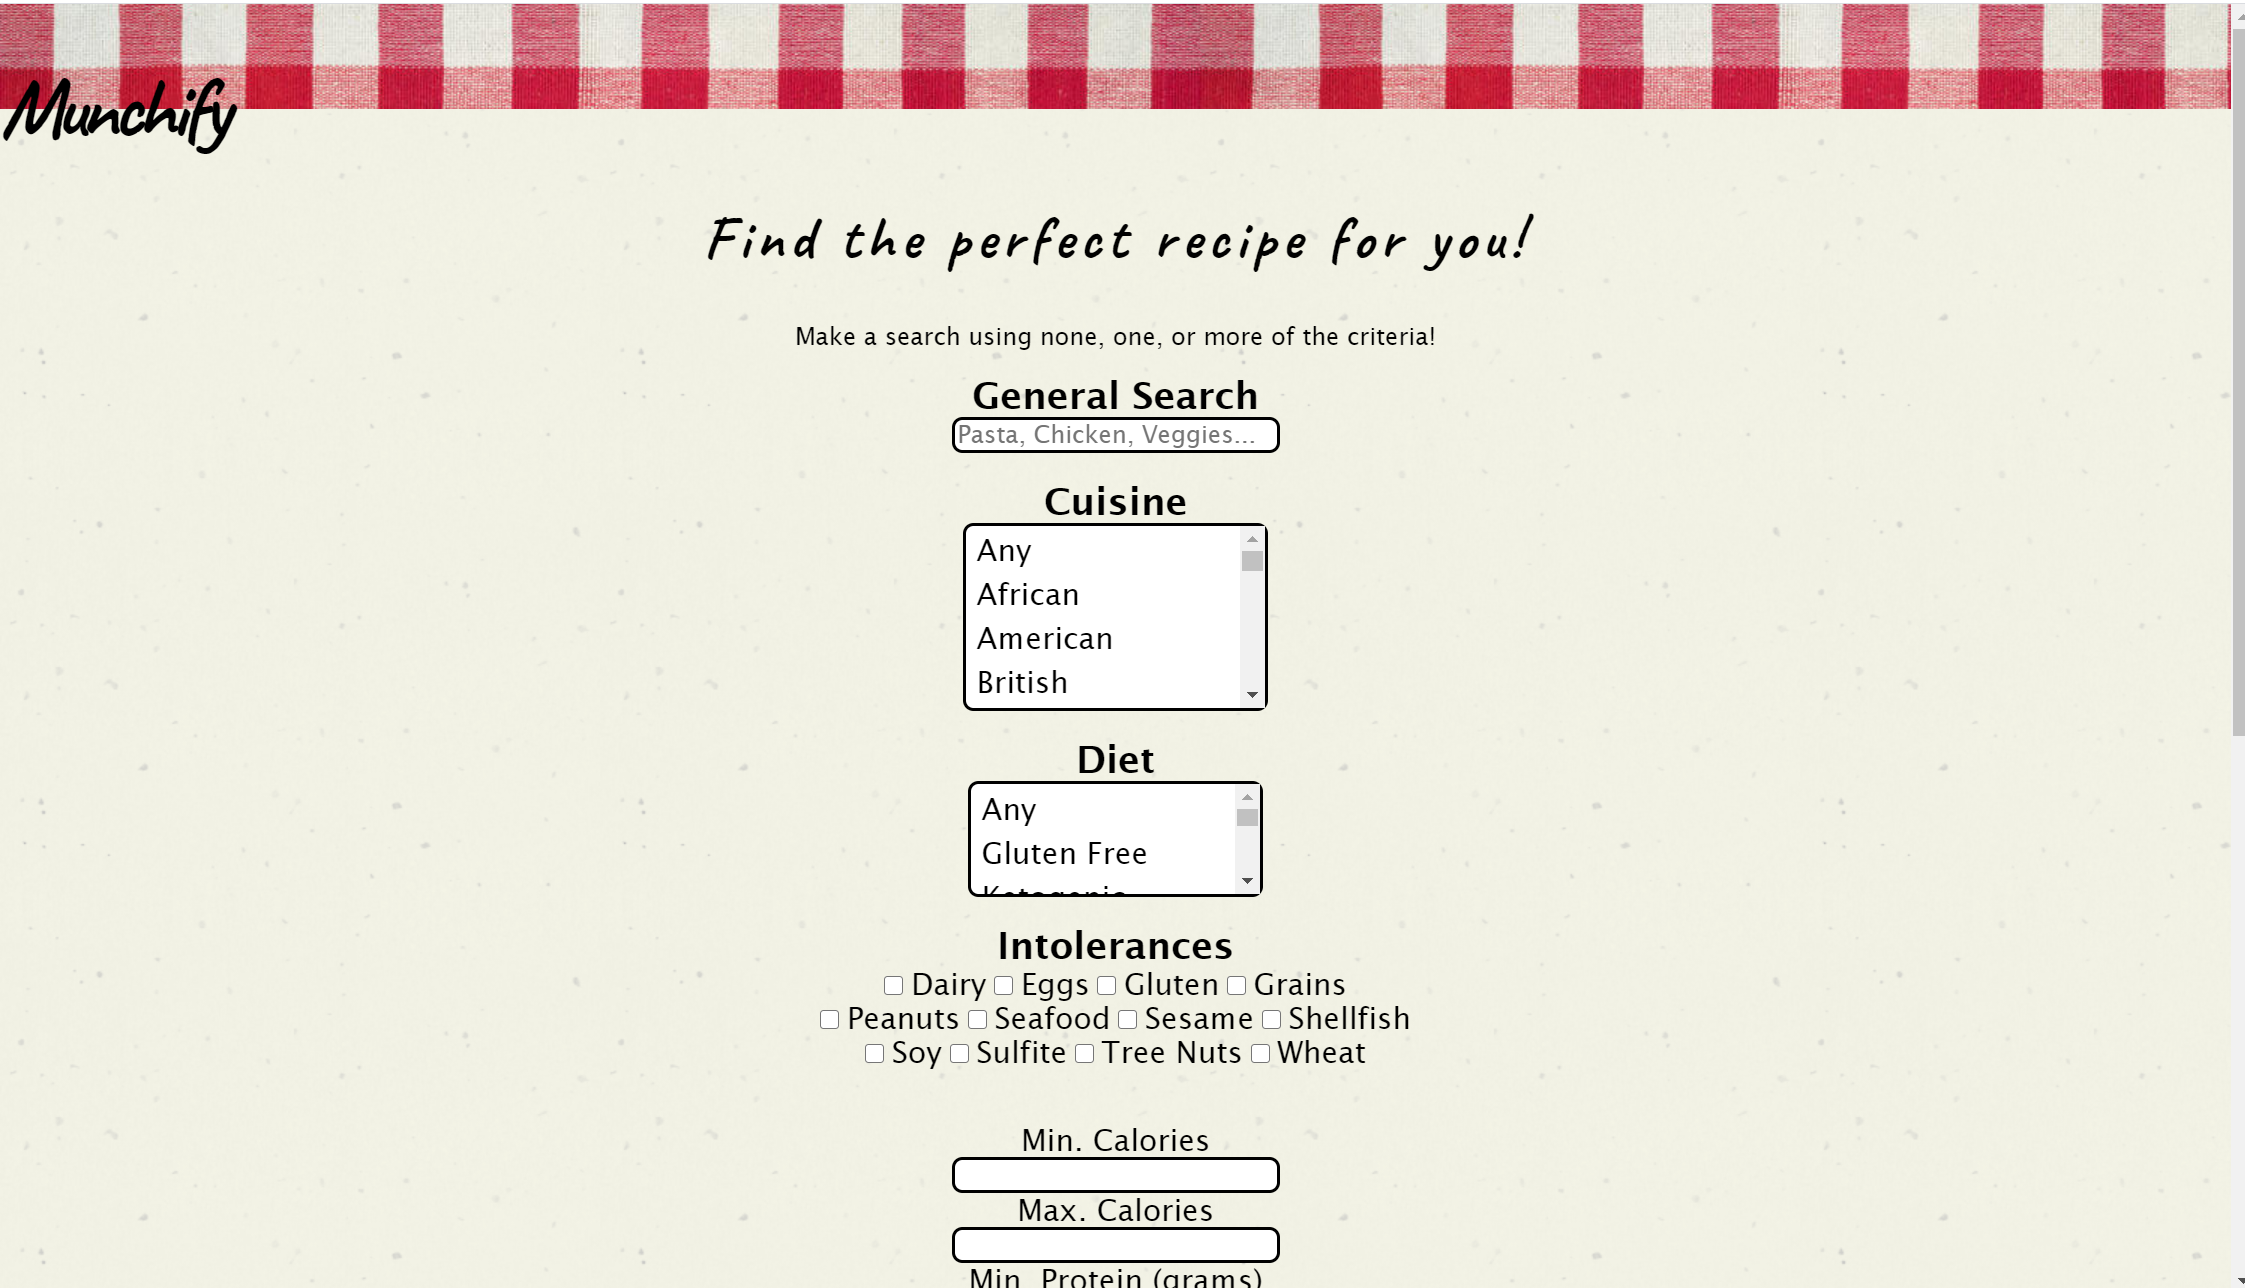 Munchify
Find the perfect recipe for you!
Make a search using none, one, or more of the criteria!
General Search
Pasta, Chicken, Veggies...
Cuisine
Any
African
American
British
Diet
Any
Gluten Free
Ketogenic
Intolerances
Dairy Eggs Gluten Grains
Peanuts Seafood Sesame Shellfish
Soy Sulfite Tree Nuts Wheat
Min. Calories
Max. Calories
Min. Protein (grams)